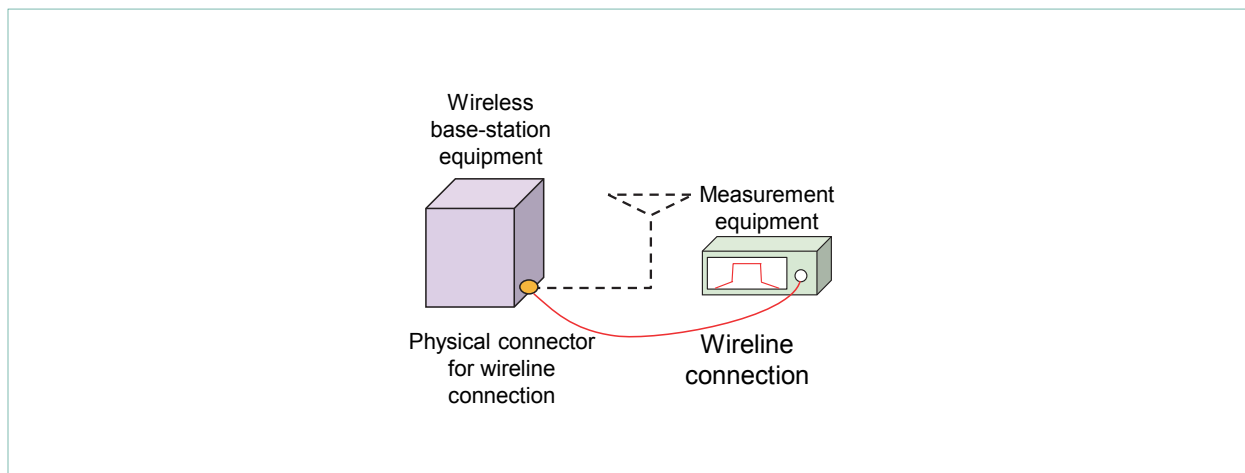 Wireless
base-station
equipment
Measurement
equipment
Physical connector
for wireline
connection
Wireline
connection